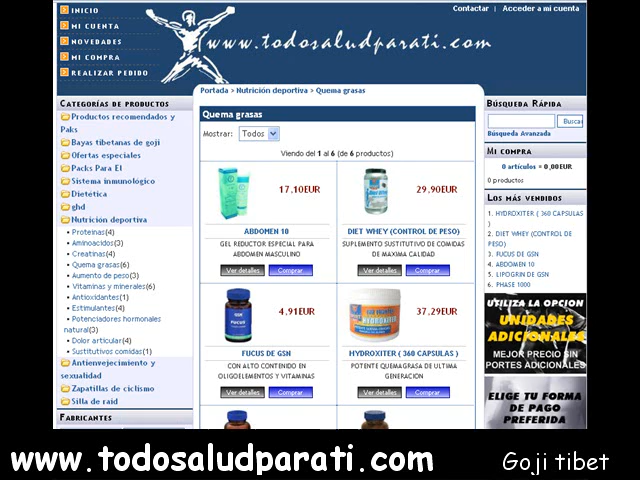 INICIO
MI CUENTA
NOVEDADES
MI COMPRA
REALIZAR PEDIDO
www.todosaludparati.com
Contactar | Acceder a mi cuenta
Portada > Nutrición deportiva > Quema grasas
Categorías de productos
Productos recomendados y
Paks
Bayas tibetanas de goji
Ofertas especiales
Packs Para El
Sistema inmunológico
Dietética
ghd
Nutrición deportiva
• Proteinas(4)
• Aminoacidos(3)
• Creatinas(4)
• Quema grasas(6)
• Aumento de peso(3)
• Vitaminas y minerales(6)
• Antioxidantes(1)
• Estimulantes(4)
• Potenciadores hormonales
natural(3)
• Dolor articular(4)
• Sustitutivos comidas(1)
Antienvejecimiento y
sexualidad
Zapatillas de ciclismo
Silla de raid
Fabricantes
Quema grasas
Mostrar: Todos
Viendo del 1 al 6 (de 6 productos)
17.10EUR
ABDOMEN 10
GEL REDUCTOR ESPECIAL PARA
ABDOMEN MASCULINO
Ver detalles Comprar
29.90EUR
DIET WHEY (CONTROL DE PESO)
SUPLEMENTO SUSTITUTIVO DE COMIDAS
DE MAXIMA CALIDAD
Ver detalles Comprar
4.91EUR
FUCUS DE GSN
CON ALTO CONTENIDO EN
OLIGOELEMENTOS Y VITAMINAS
Ver detalles Comprar
37.29EUR
HYDROXITER ( 360 CAPSULAS )
POTENTE QUEMAGRASA DE ULTIMA
GENERACION
Ver detalles Comprar
Búsqueda Rápida
Buscar
Búsqueda Avanzada
Mi compra
0 artículos = 0,00EUR
0 productos
Los más vendidos
1. HYDROXITER ( 360 CAPSULAS
)
2. DIET WHEY (CONTROL DE
PESO)
3. FUCUS DE GSN
4. ABDOMEN 10
5. LIPOGRIN DE GSN
6. PHASE 1000
UTILIZA LA OPCION
UNIDADES
ADICIONALES
MEJOR PRECIO SIN
PORTES ADICIONALES
ELIGE TU FORMA
DE PAGO
PREFERIDA
www.todosaludparati.com
Goji tibet